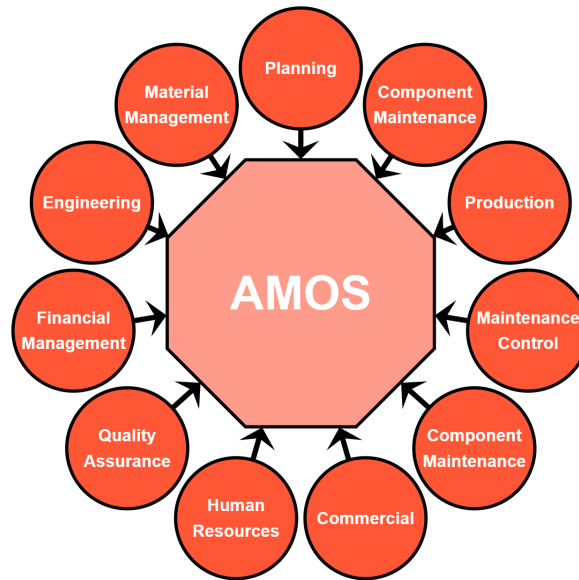 Planning
Material
Management
Component
Maintenance
Engineering
Production
AMOS
Financial
Management
Maintenance
Control
Quality
Assurance
Component
Maintenance
Human
Resources
Commercial